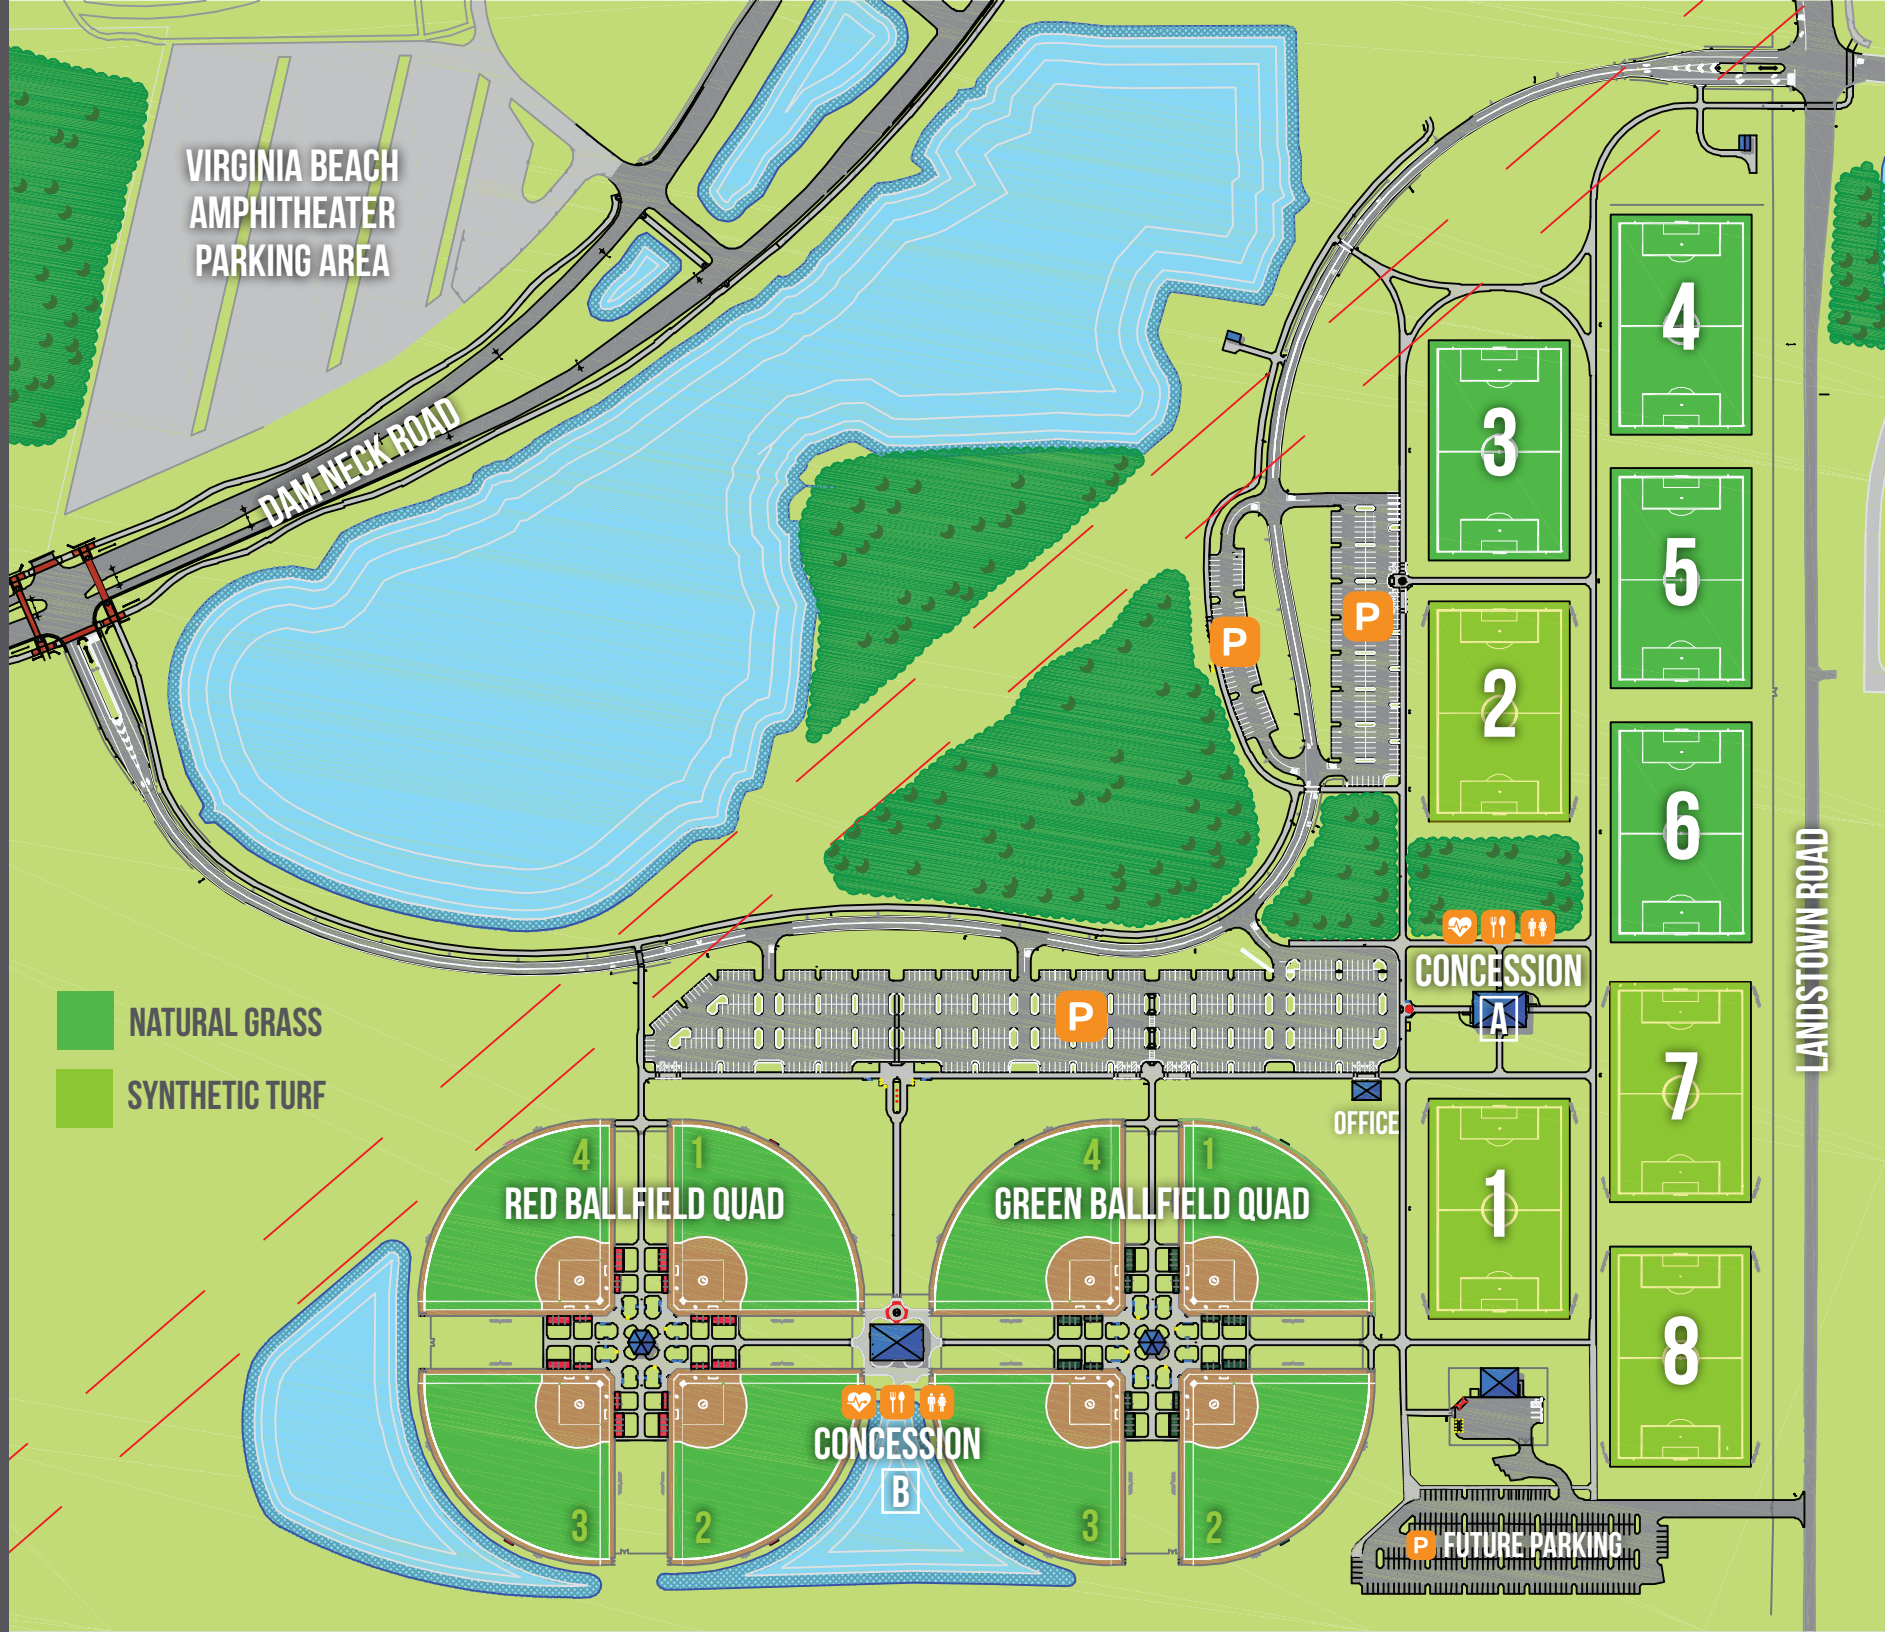 VIRGINIA BEACH
AMPHITHEATER
PARKING AREA
DAM NECK ROAD
4
3
5
P
P
2
6
LANDSTOWN ROAD
CONCESSION
A
P
NATURAL GRASS
SYNTHETIC TURF
7
OFFICE
4
1
RED BALLFIELD QUAD
4
1
GREEN BALLFIELD QUAD
1
8
CONCESSION
B
3
2
3
2
P FUTURE PARKING